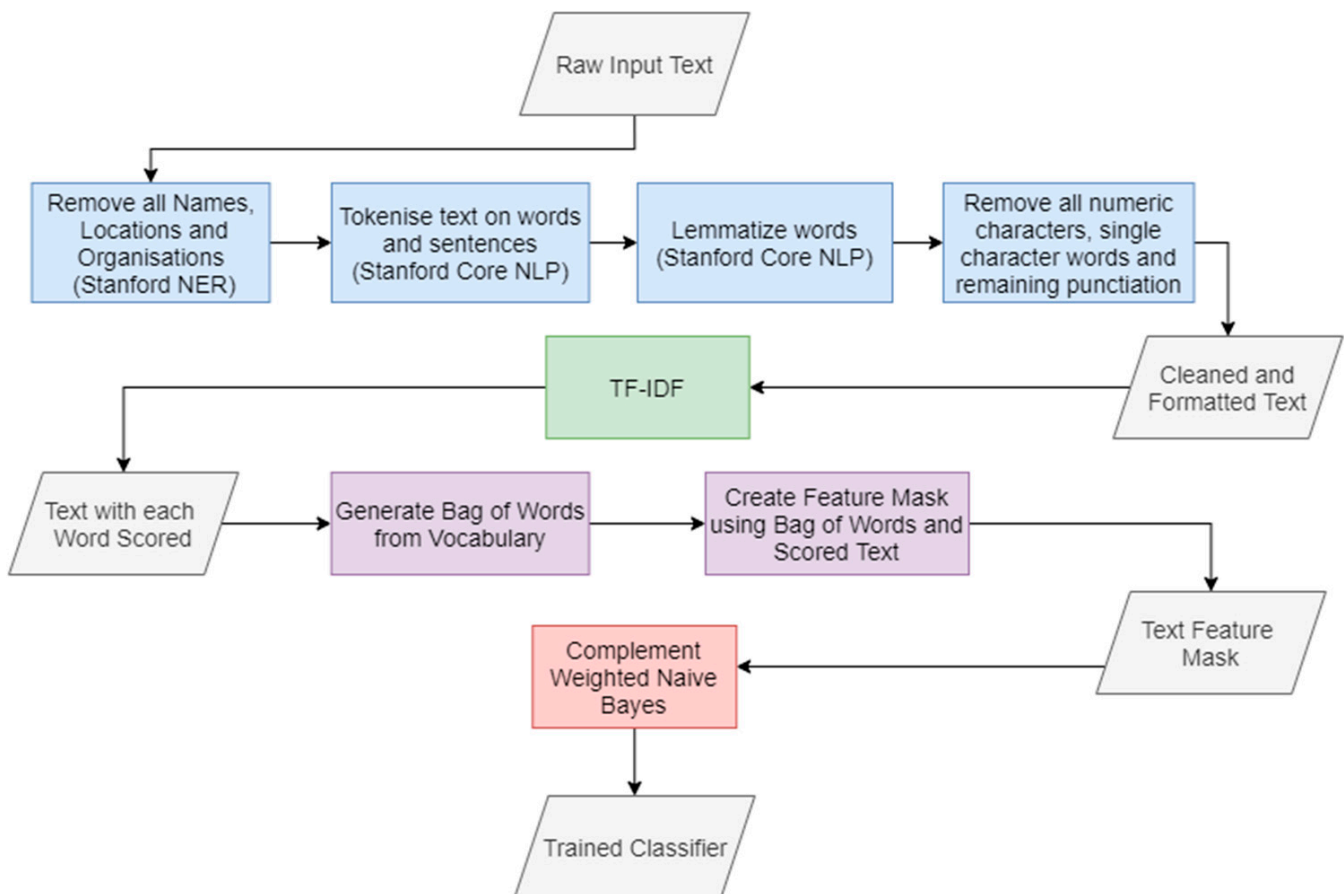 Raw Input Text
Remove all Names,
Locations and
Organisations
(Stanford NER)
Tokenise text on words
and sentences
(Stanford Core NLP)
Lemmatize words
(Stanford Core NLP)
Remove all numeric
characters, single
character words and
remaining punctiation
TF-IDF
Cleaned and
Formatted Text
Text with each
Word Scored
Generate Bag of Words
from Vocabulary
Create Feature Mask
using Bag of Words and
Scored Text
Text Feature
Mask
Complement
Weighted Naive
Bayes
Trained Classifier